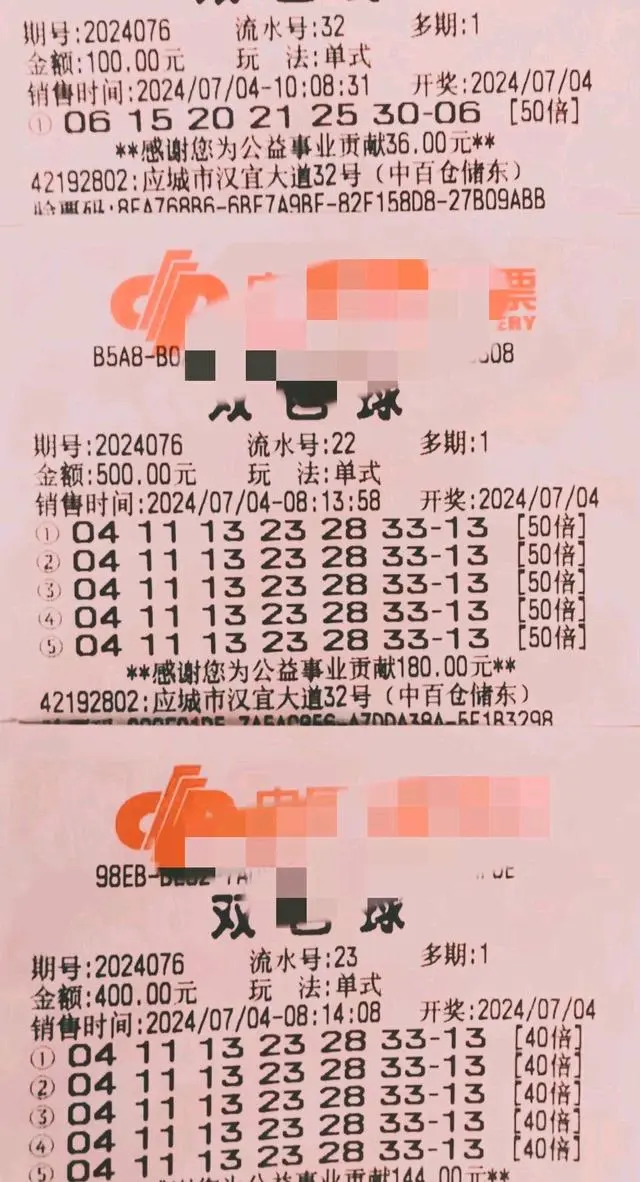 期号:2024076 流水号:32 多期:1
金额:100.00元 玩 法:单式
销售时间:2024/07/04-10:08:31 开奖:2024/07/04
① 06 15 20 21 25 30-06 [50倍]
**感谢您为公益事业贡献36.00元**
42192802:应城市汉宜大道32号（中百仓储东）
验票码:8EA768B6-6BE7A9BF-82F158D8-27B09ABB
票
ERY
B5A8-B0
双色球
期号:2024076 流水号:22 多期:1
金额:500.00元 玩 法:单式
销售时间:2024/07/04-08:13:58 开奖:2024/07/04
① 04 11 13 23 28 33-13 [50倍]
② 04 11 13 23 28 33-13 [50倍]
③ 04 11 13 23 28 33-13 [50倍]
④ 04 11 13 23 28 33-13 [50倍]
⑤ 04 11 13 23 28 33-13 [50倍]
**感谢您为公益事业贡献180.00元**
42192802:应城市汉宜大道32号（中百仓储东）
98EB-
双色球
期号:2024076 流水号:23 多期:1
金额:400.00元 玩 法:单式
销售时间:2024/07/04-08:14:08 开奖:2024/07/04
① 04 11 13 23 28 33-13 [40倍]
② 04 11 13 23 28 33-13 [40倍]
③ 04 11 13 23 28 33-13 [40倍]
④ 04 11 13 23 28 33-13 [40倍]
⑤ 04 11 13 23 28 33-13 [40倍]
您为公益事业贡献144.00元**